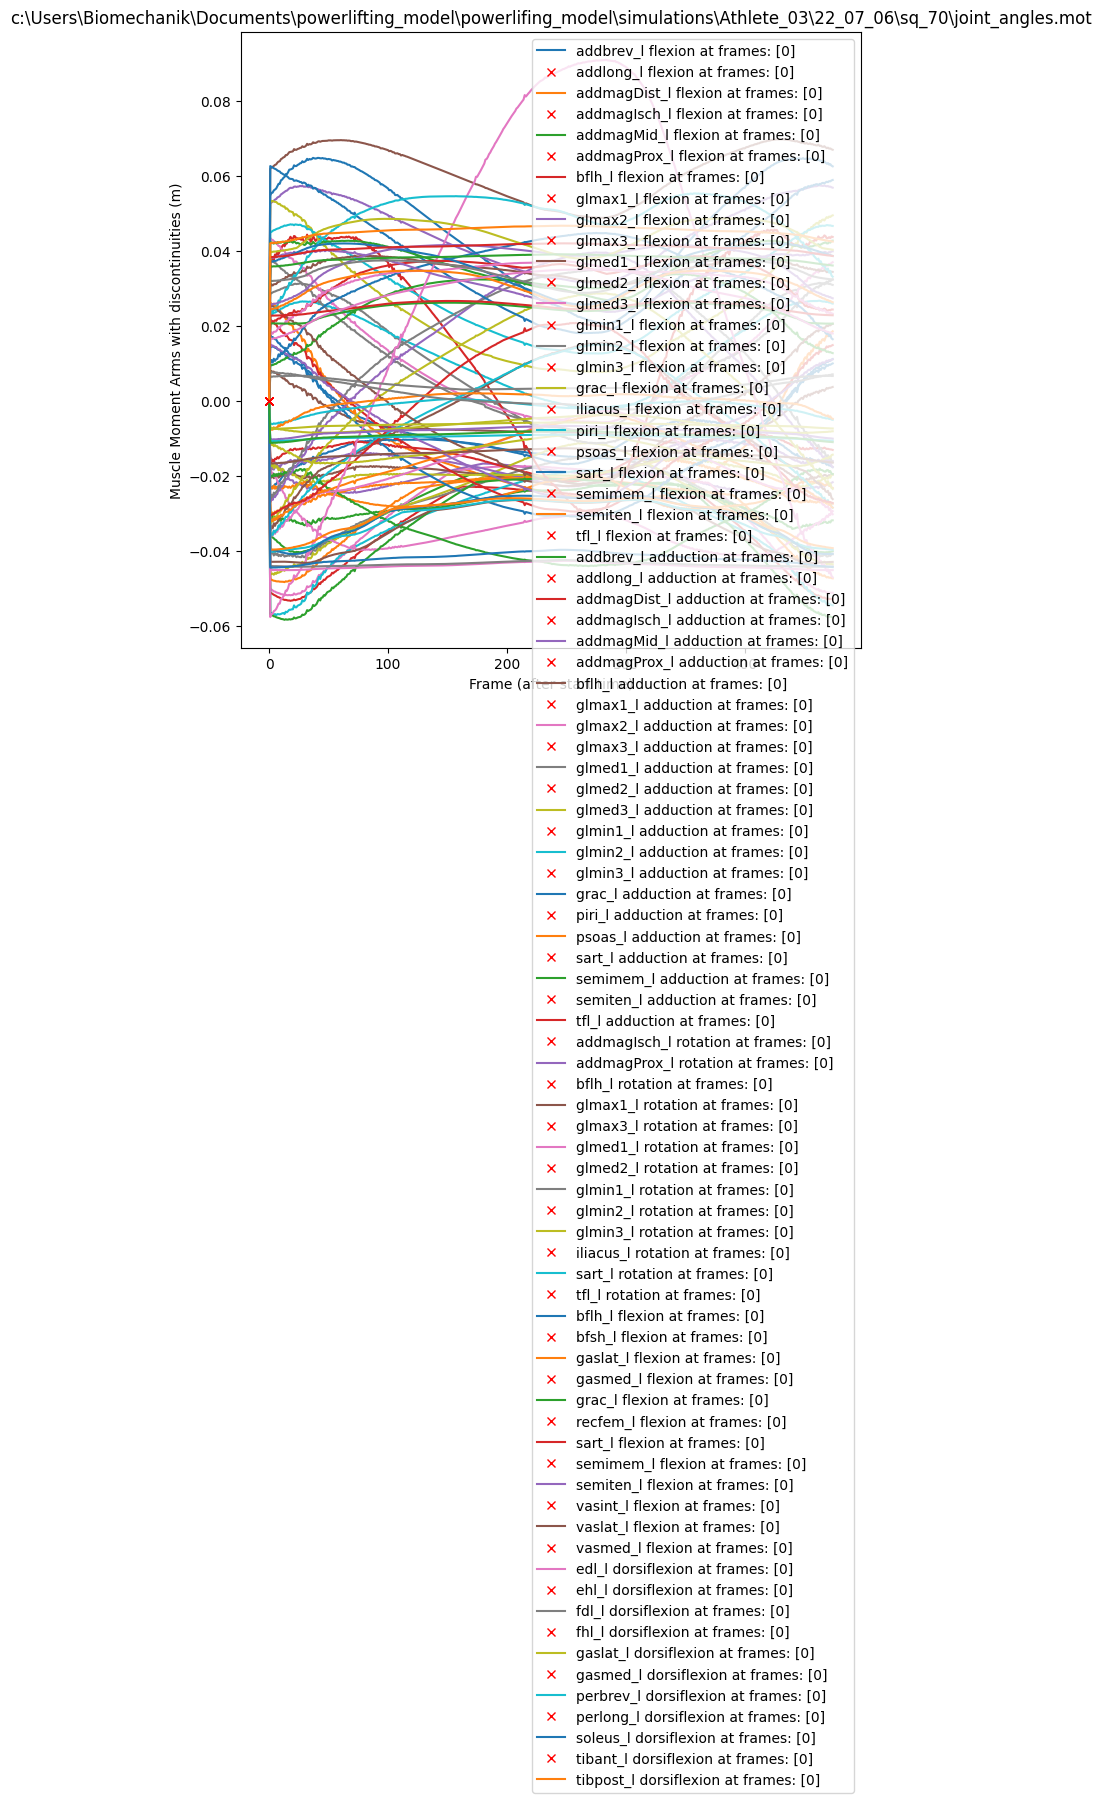 c:\Users\Biomechanik\Documents\powerlifting_model\powerlifing_model\simulations\Athlete_03\22_07_06\sq_70\joint_angles.mot
Muscle Moment Arms with discontinuities (m)
0.08
0.06
0.04
0.02
0.00
−0.02
−0.04
−0.06
0
100
200
Frame (after
addbrev_l flexion at frames: [0]
addlong_l flexion at frames: [0]
addmagDist_l flexion at frames: [0]
addmagIsch_l flexion at frames: [0]
addmagMid_l flexion at frames: [0]
addmagProx_l flexion at frames: [0]
bflh_l flexion at frames: [0]
glmax1_l flexion at frames: [0]
glmax2_l flexion at frames: [0]
glmax3_l flexion at frames: [0]
glmed1_l flexion at frames: [0]
glmed2_l flexion at frames: [0]
glmed3_l flexion at frames: [0]
glmin1_l flexion at frames: [0]
glmin2_l flexion at frames: [0]
glmin3_l flexion at frames: [0]
grac_l flexion at frames: [0]
iliacus_l flexion at frames: [0]
piri_l flexion at frames: [0]
psoas_l flexion at frames: [0]
sart_l flexion at frames: [0]
semimem_l flexion at frames: [0]
semiten_l flexion at frames: [0]
tfl_l flexion at frames: [0]
addbrev_l adduction at frames: [0]
addlong_l adduction at frames: [0]
addmagDist_l adduction at frames: [0]
addmagIsch_l adduction at frames: [0]
addmagMid_l adduction at frames: [0]
addmagProx_l adduction at frames: [0]
bflh_l adduction at frames: [0]
glmax1_l adduction at frames: [0]
glmax2_l adduction at frames: [0]
glmax3_l adduction at frames: [0]
glmed1_l adduction at frames: [0]
glmed2_l adduction at frames: [0]
glmed3_l adduction at frames: [0]
glmin1_l adduction at frames: [0]
glmin2_l adduction at frames: [0]
glmin3_l adduction at frames: [0]
grac_l adduction at frames: [0]
piri_l adduction at frames: [0]
psoas_l adduction at frames: [0]
sart_l adduction at frames: [0]
semimem_l adduction at frames: [0]
semiten_l adduction at frames: [0]
tfl_l adduction at frames: [0]
addmagIsch_l rotation at frames: [0]
addmagProx_l rotation at frames: [0]
bflh_l rotation at frames: [0]
glmax1_l rotation at frames: [0]
glmax3_l rotation at frames: [0]
glmed1_l rotation at frames: [0]
glmed2_l rotation at frames: [0]
glmin1_l rotation at frames: [0]
glmin2_l rotation at frames: [0]
glmin3_l rotation at frames: [0]
iliacus_l rotation at frames: [0]
sart_l rotation at frames: [0]
tfl_l rotation at frames: [0]
bflh_l flexion at frames: [0]
bfsh_l flexion at frames: [0]
gaslat_l flexion at frames: [0]
gasmed_l flexion at frames: [0]
grac_l flexion at frames: [0]
recfem_l flexion at frames: [0]
sart_l flexion at frames: [0]
semimem_l flexion at frames: [0]
semiten_l flexion at frames: [0]
vasint_l flexion at frames: [0]
vaslat_l flexion at frames: [0]
vasmed_l flexion at frames: [0]
edl_l dorsiflexion at frames: [0]
ehl_l dorsiflexion at frames: [0]
fdl_l dorsiflexion at frames: [0]
fhl_l dorsiflexion at frames: [0]
gaslat_l dorsiflexion at frames: [0]
gasmed_l dorsiflexion at frames: [0]
perbrev_l dorsiflexion at frames: [0]
perlong_l dorsiflexion at frames: [0]
soleus_l dorsiflexion at frames: [0]
tibant_l dorsiflexion at frames: [0]
tibpost_l dorsiflexion at frames: [0]